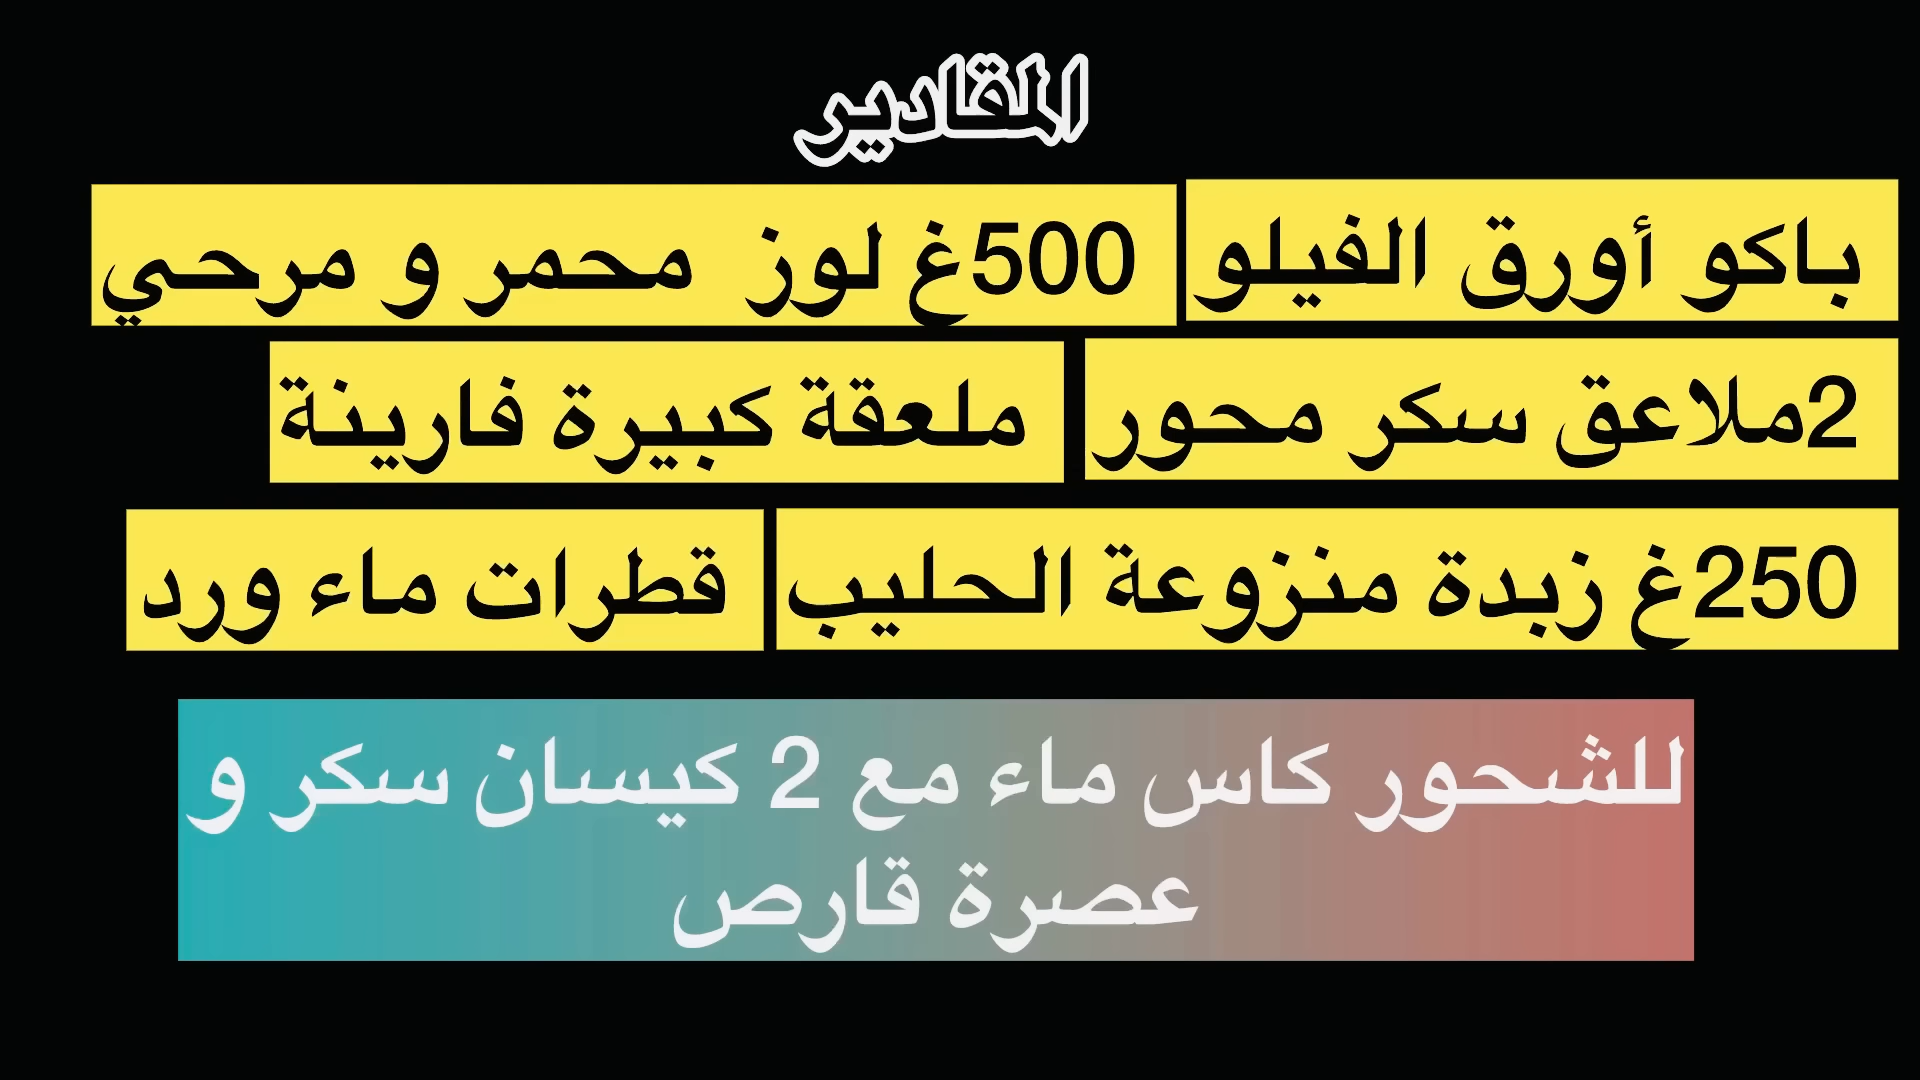 المقادير
باكو أورق الفيلو
500غ لوز محمر و مرحي
2ملاعق سكر محور
ملعقة كبيرة فارينة
250غ زبدة منزوعة الحليب
قطرات ماء ورد
للشحور كاس ماء مع 2 كيسان سكر و
عصرة قارص